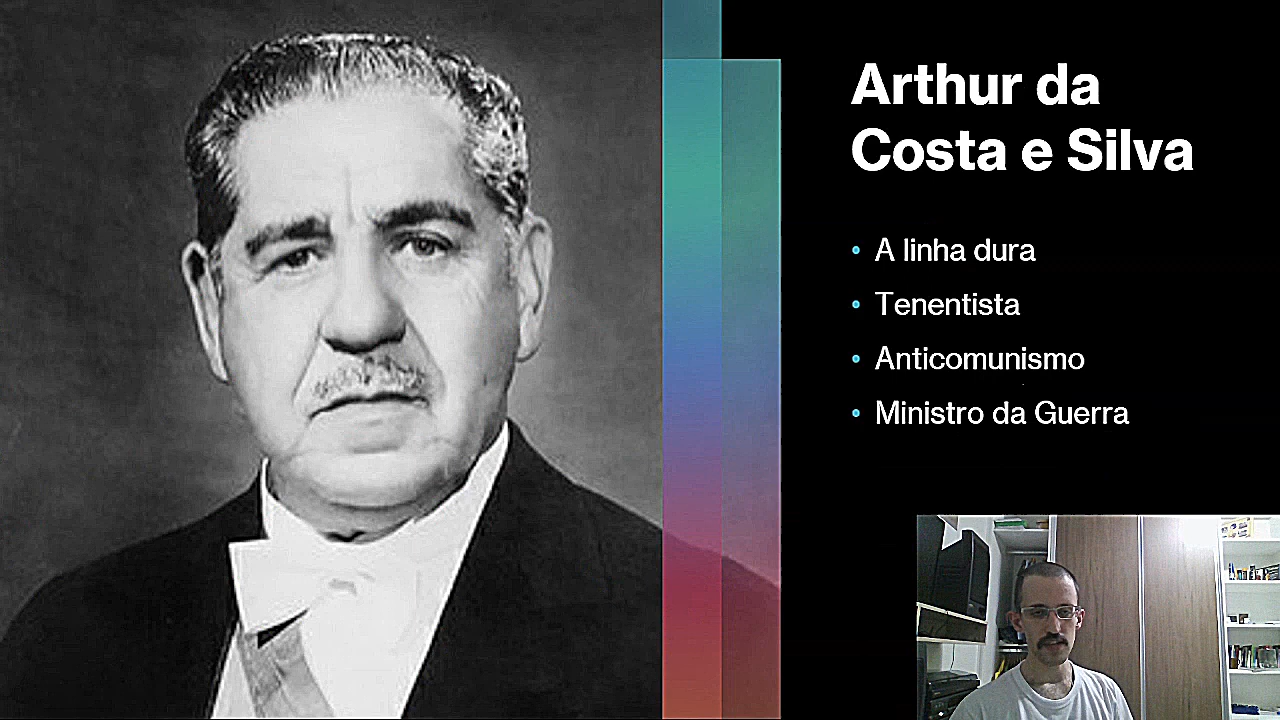 Arthur da
Costa e Silva
• A linha dura
• Tenentista
• Anticomunismo
• Ministro da Guerra